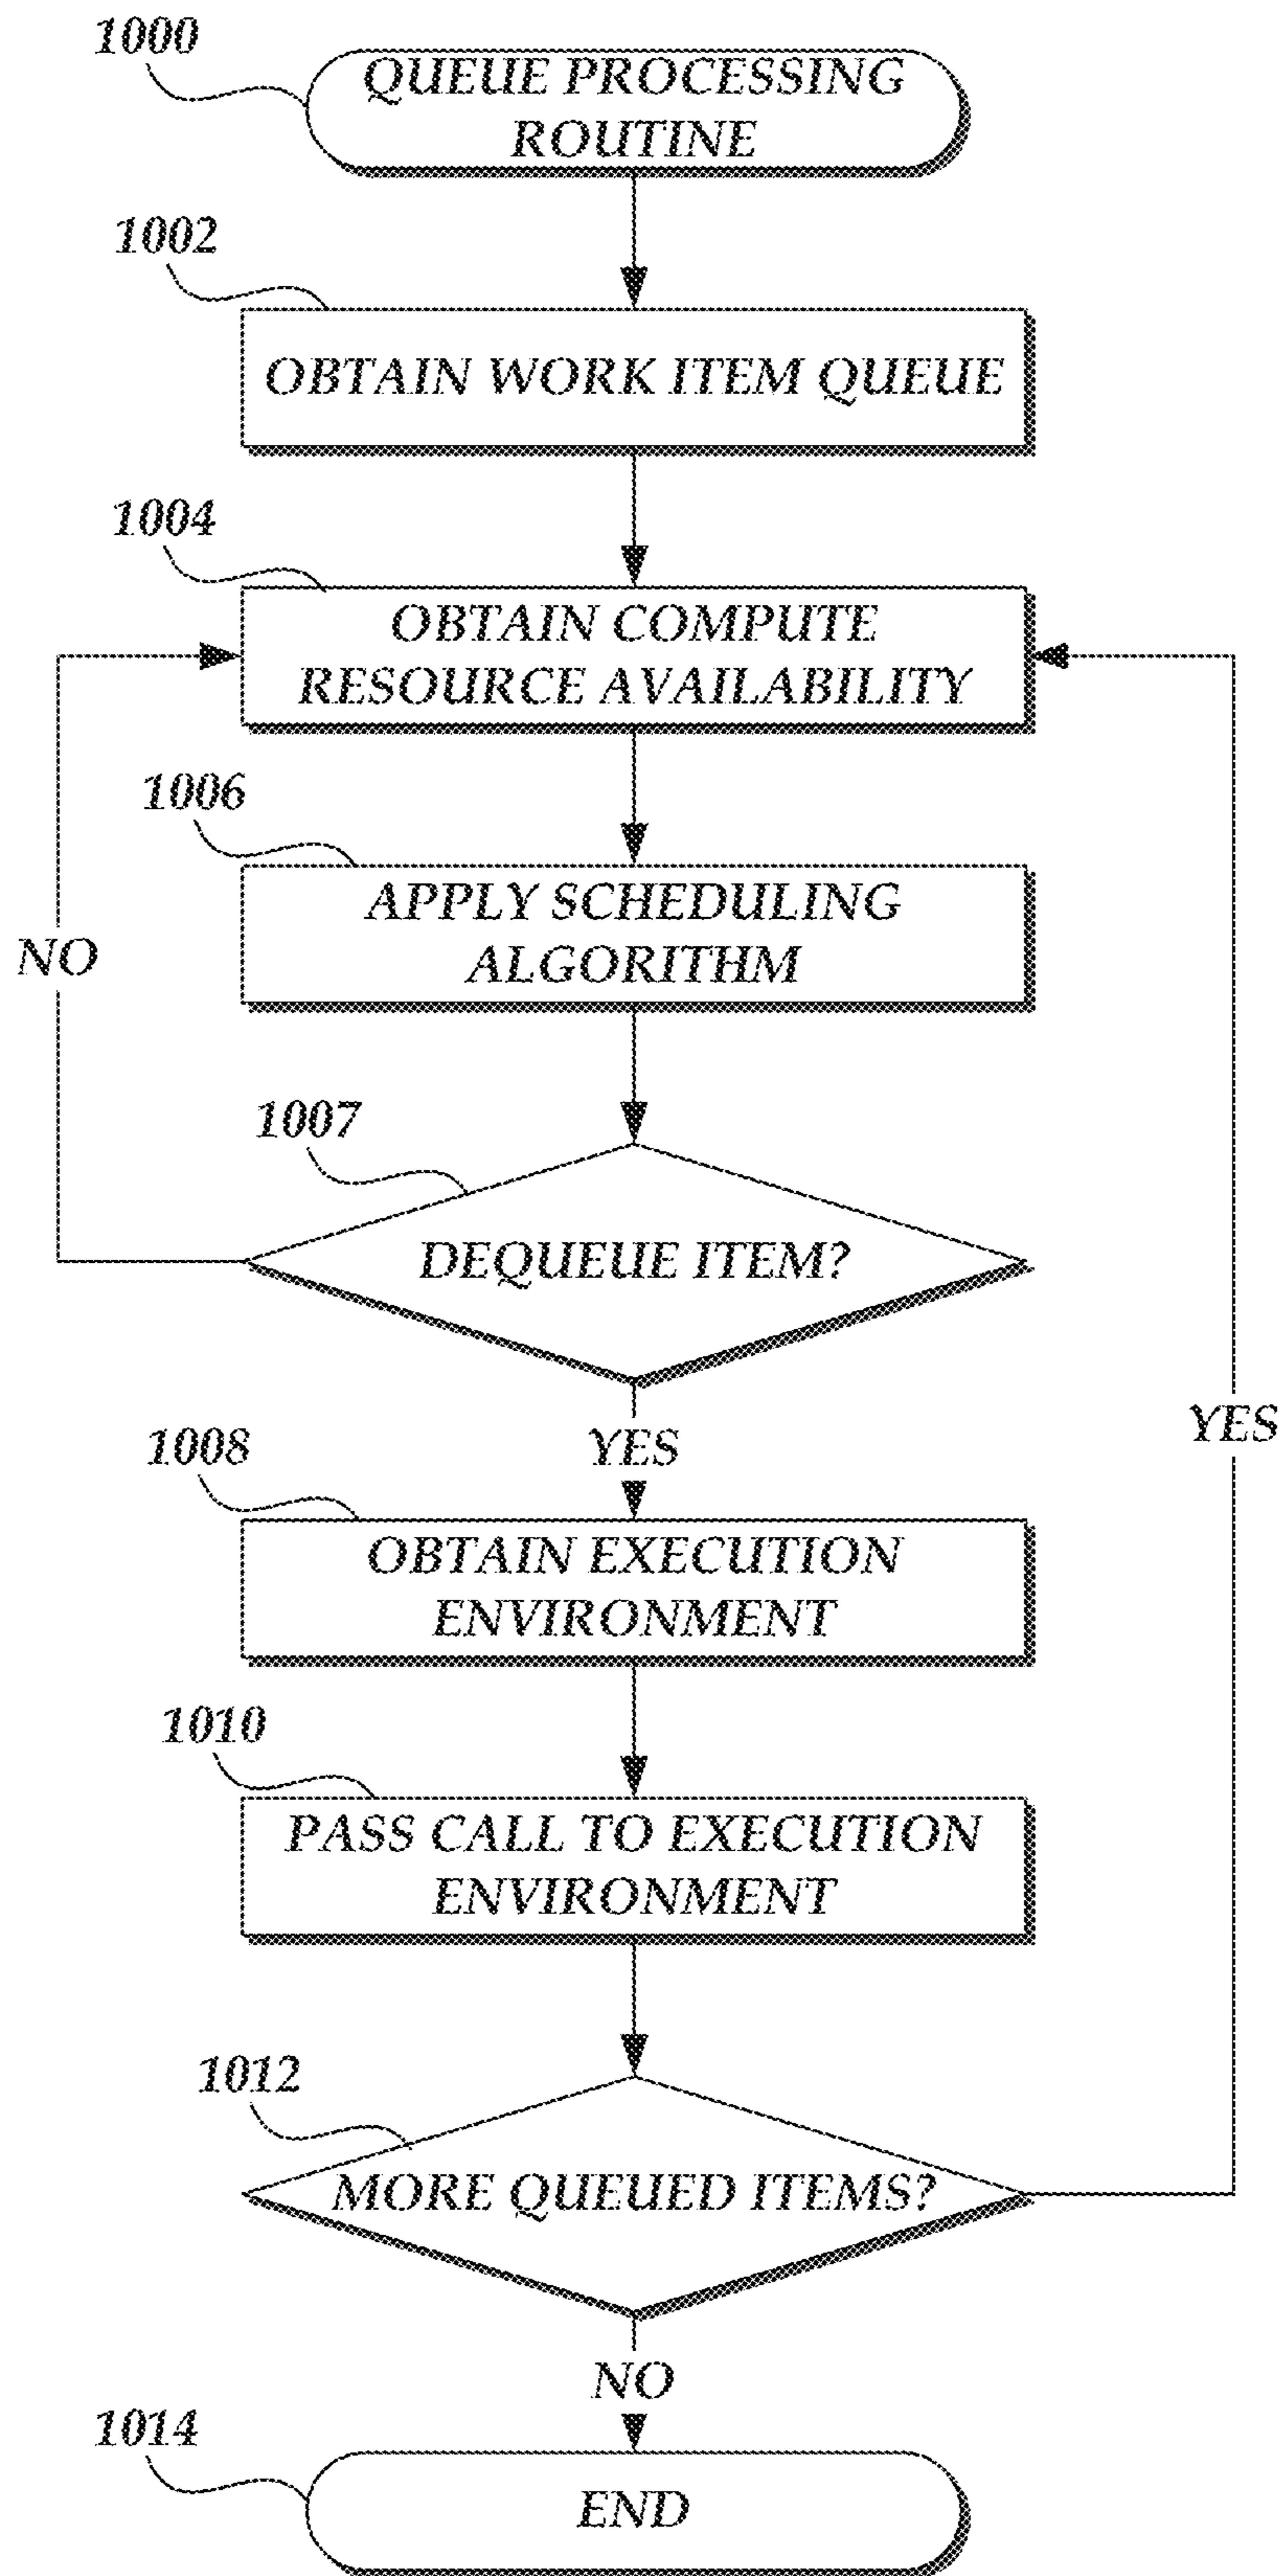 1000
QUEUE PROCESSING
ROUTINE
1002
OBTAIN WORK ITEM QUEUE
1004
OBTAIN COMPUTE
RESOURCE AVAILABILITY
1006
APPLY SCHEDULING
ALGORITHM
NO
1007
DEQUEUE ITEM?
YES
YES
1008
OBTAIN EXECUTION
ENVIRONMENT
1010
PASS CALL TO EXECUTION
ENVIRONMENT
1012
MORE QUEUED ITEMS?
NO
1014
END